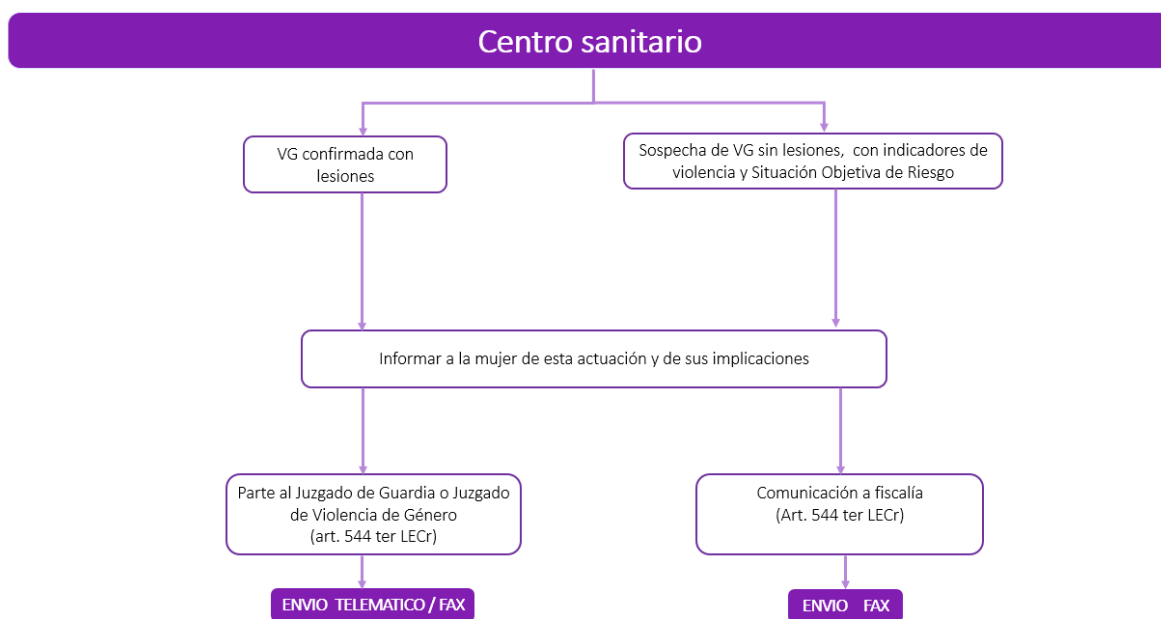 Centro sanitario
VG confirmada con
lesiones
Sospecha de VG sin lesiones, con indicadores de
violencia y Situación Objetiva de Riesgo
Informar a la mujer de esta actuación y de sus implicaciones
Parte al Juzgado de Guardia o Juzgado
de Violencia de Género
(art. 544 ter LECr)
Comunicación a fiscalía
(Art. 544 ter LECr)
ENVIO TELEMATICO / FAX
ENVIO FAX